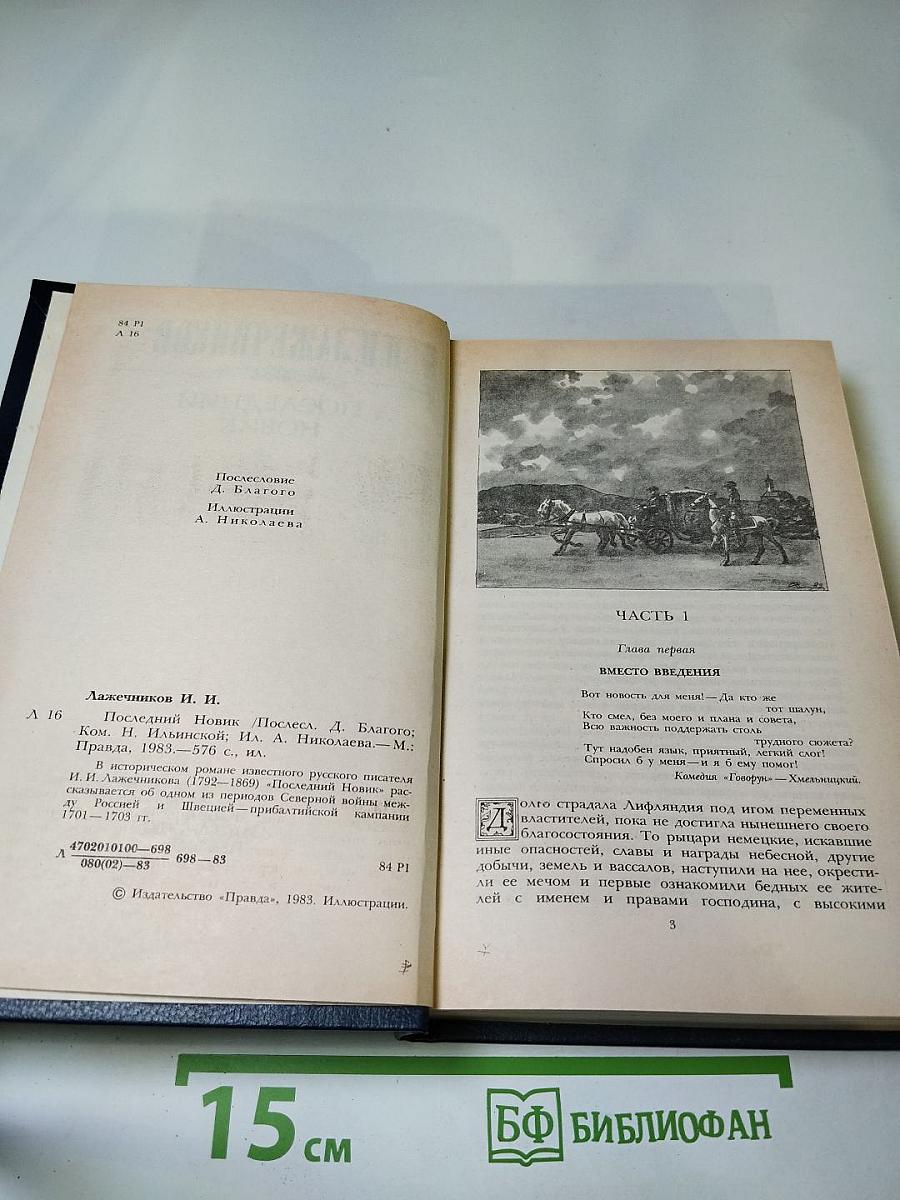 84 Р1
Л 16
Послесловие
Д. Благого
Иллюстрации
А. Николаева
Лажечников И. И.
Л 16 Последний Новик /Послесл. Д. Благого;
Ком. Н. Ильинской; Ил. А. Николаева.— М.:
Правда, 1983.—576 с., ил.
В историческом романе известного русского писателя
И. И. Лажечникова (1792—1869) «Последний Новик» рас-
сказывается об одном из периодов Северной войны меж-
ду Россией и Швецией—прибалтийской кампании
1701—1703 гг.
Л 4702010100—698
080(02)—83 698—83
84 Р1
© Издательство «Правда», 1983. Иллюстрации.
ЧАСТЬ 1
Глава первая
ВМЕСТО ВВЕДЕНИЯ
Вот новость для меня!—Да кто же
тот шалун,
Кто смел, без моего и плана и совета,
Всю важность поддержать столь
трудного сюжета?
Тут надобен язык, приятный, легкий слог!
Спросил б у меня—и я б ему помог!
Комедия «Говорун»—Хмельницкий.
Долго страдала Лифляндия под игом переменных
властителей, пока не достигла нынешнего своего
благосостояния. То рыцари немецкие, искавшие
иные опасностей, славы и награды небесной, другие
добычи, земель и вассалов, наступили на нее, окрести-
ли ее мечом и первые ознакомили бедных ее жите-
лей с именем и правами господина, с высокими
3
15 см
БФ БИБЛИОФАН